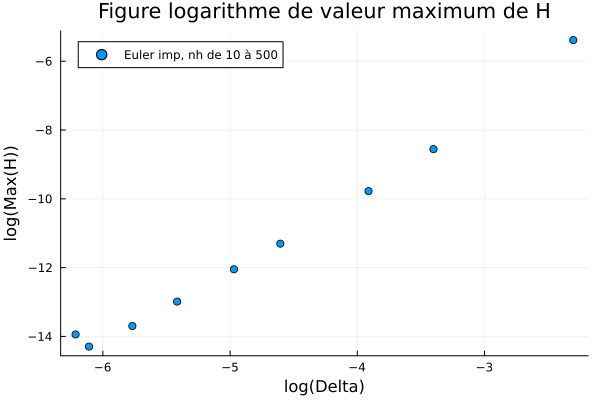 Figure logarithme de valeur maximum de H
Euler imp, nh de 10 à 500
log(Max(H))
−6
−8
−10
−12
−14
−6
−5
−4
−3
log(Delta)